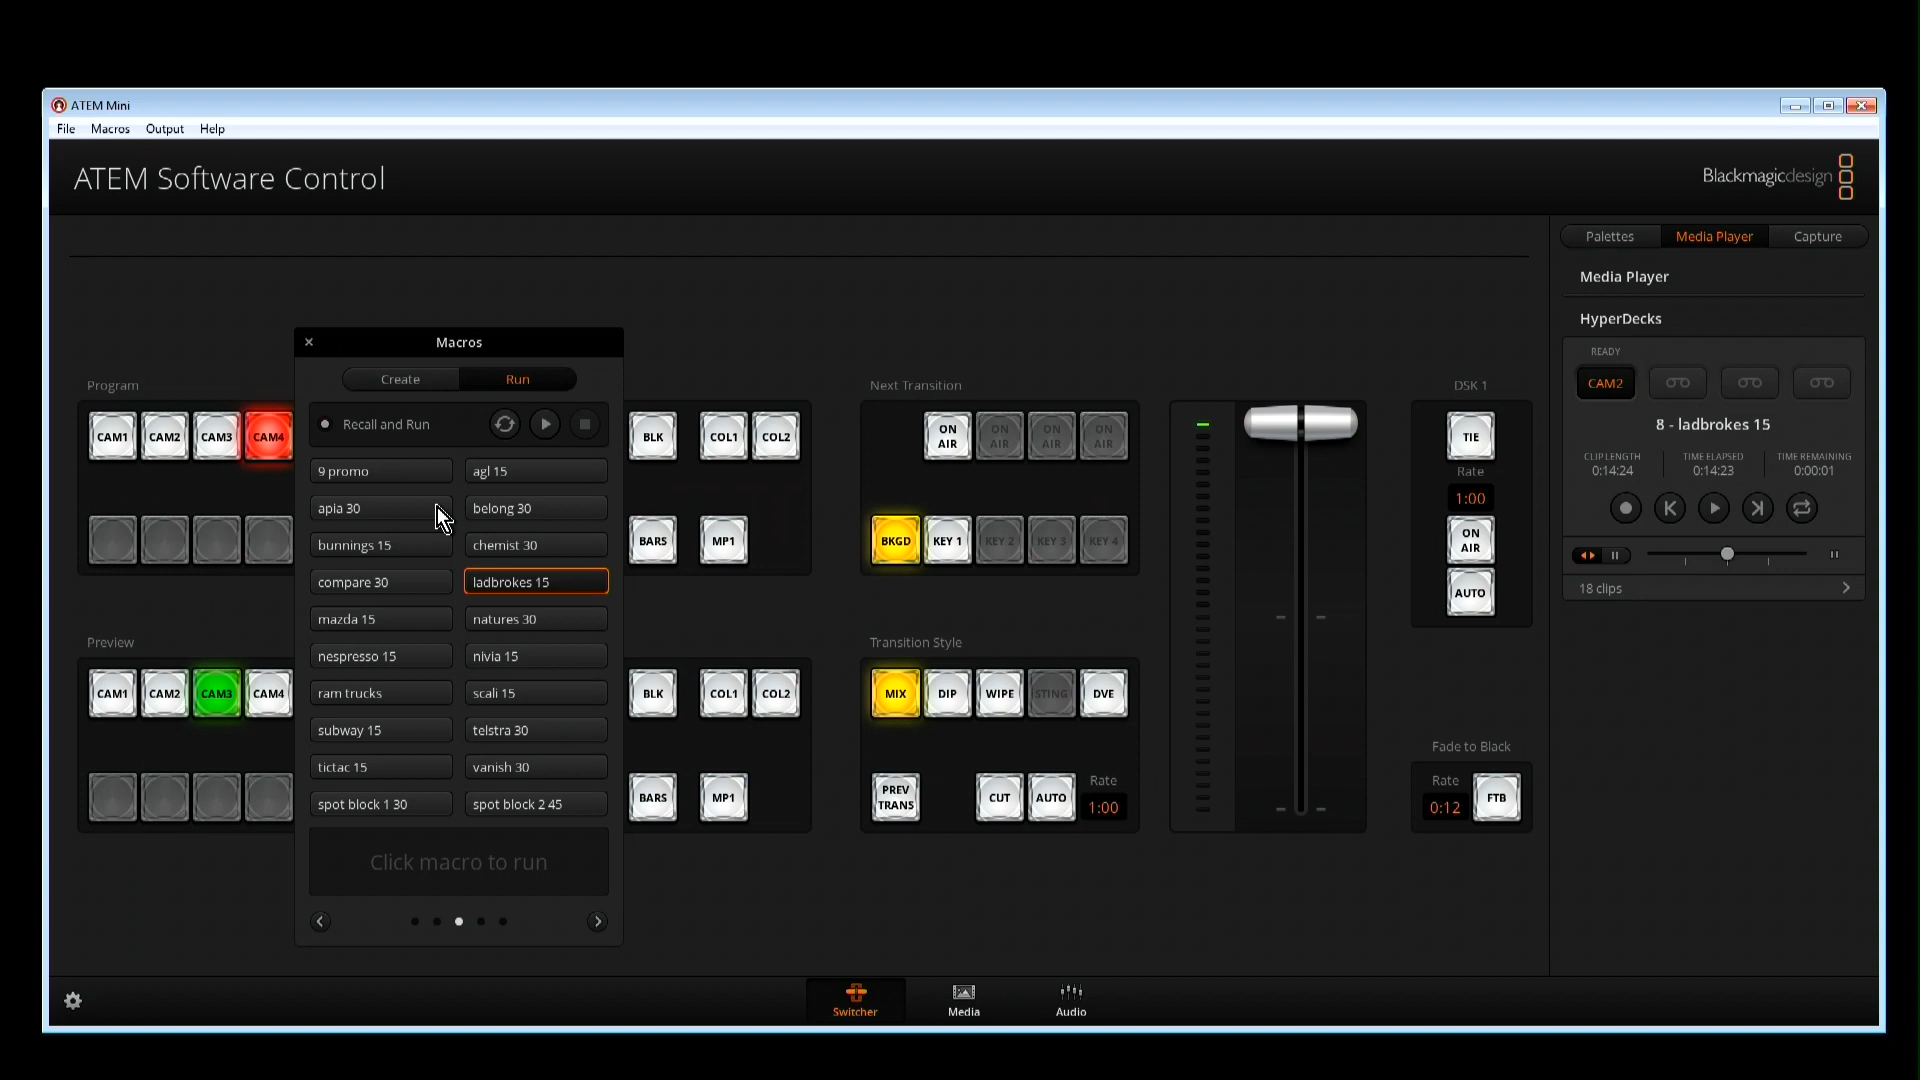 ATEM Mini
File Macros Output Help
ATEM Software Control
Blackmagicdesign
Palettes Media Player Capture
Media Player
HyperDecks
READY
CAM2
8 - ladbrokes 15
CLIP LENGTH TIME ELAPSED TIME REMAINING
0:14:24 0:14:23 0:00:01
18 clips
Macros
Create Run
Recall and Run
9 promo agl 15
apia 30 belong 30
bunnings 15 chemist 30
compare 30 ladbrokes 15
mazda 15 natures 30
nespresso 15 nivia 15
ram trucks scali 15
subway 15 telstra 30
tictac 15 vanish 30
spot block 1 30 spot block 2 45
Click macro to run
Program
CAM1 CAM2 CAM3 CAM4 BLK COL1 COL2
BARS MP1
Preview
CAM1 CAM2 CAM3 CAM4 BLK COL1 COL2
BARS MP1
Next Transition
ON AIR ON AIR ON AIR ON AIR
BKGD KEY 1 KEY 2 KEY 3 KEY 4
Transition Style
MIX DIP WIPE STING DVE
PREV TRANS CUT AUTO Rate 1:00
DSK 1
TIE
Rate
1:00
ON AIR
AUTO
Fade to Black
Rate
0:12 FTB
Switcher Media Audio